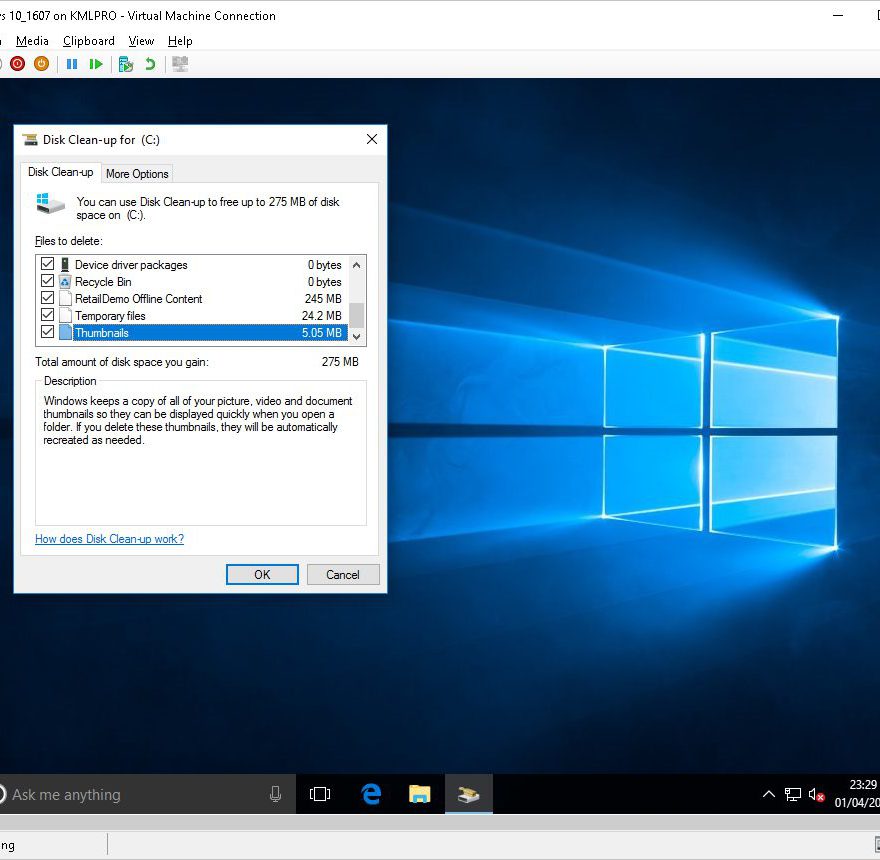 s 10_1607 on KMLPRO - Virtual Machine Connection
Media Clipboard View Help
Disk Clean-up for (C:)
Disk Clean-up More Options
You can use Disk Clean-up to free up to 275 MB of disk
space on (C:).
Files to delete:
Device driver packages 0 bytes
Recycle Bin 0 bytes
RetailDemo Offline Content 245 MB
Temporary files 24.2 MB
Thumbnails 5.05 MB
Total amount of disk space you gain: 275 MB
Description
Windows keeps a copy of all of your picture, video and document
thumbnails so they can be displayed quickly when you open a
folder. If you delete these thumbnails, they will be automatically
recreated as needed.
How does Disk Clean-up work?
OK Cancel
Ask me anything
23:29
01/04/20
ng